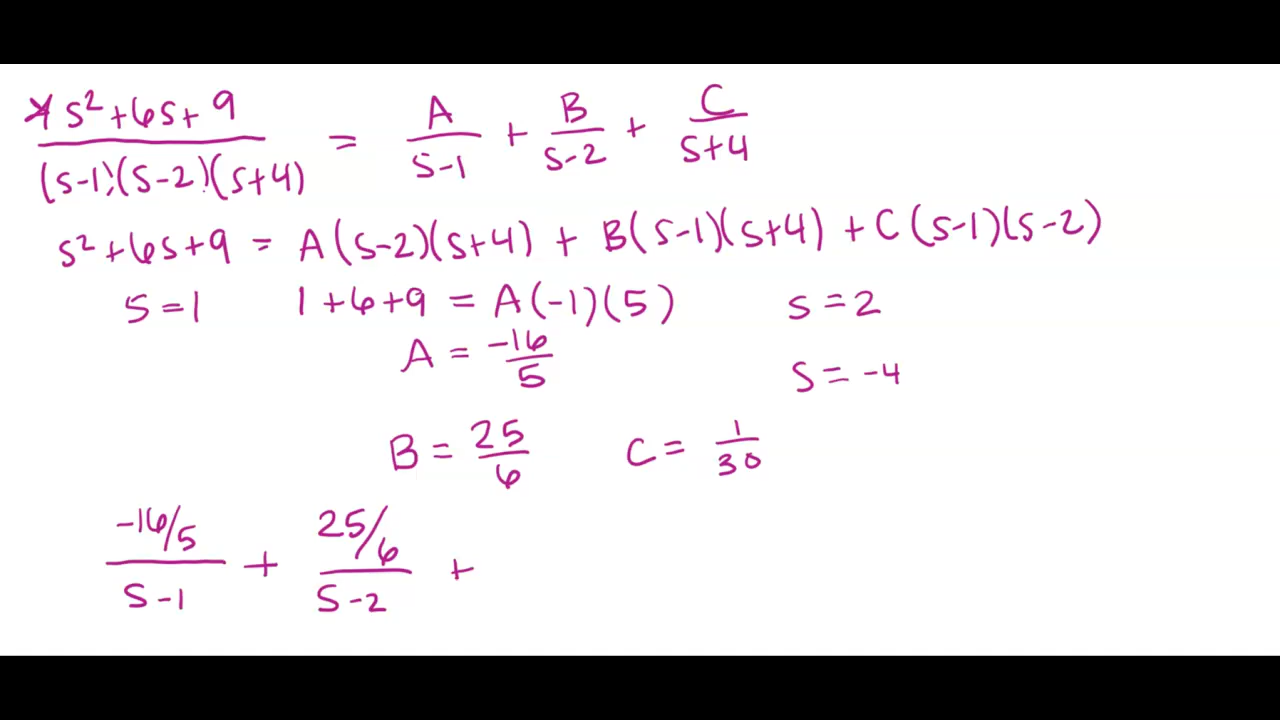 s² + 6s + 9 / (s-1)(s-2)(s+4) = A / s-1 + B / s-2 + C / s+4
s² + 6s + 9 = A(s-2)(s+4) + B(s-1)(s+4) + C(s-1)(s-2)
s = 1 1 + 6 + 9 = A(-1)(5) s = 2
A = -16/5
s = -4
B = 25/6 C = 1/30
-16/5 / s-1 + 25/6 / s-2 +